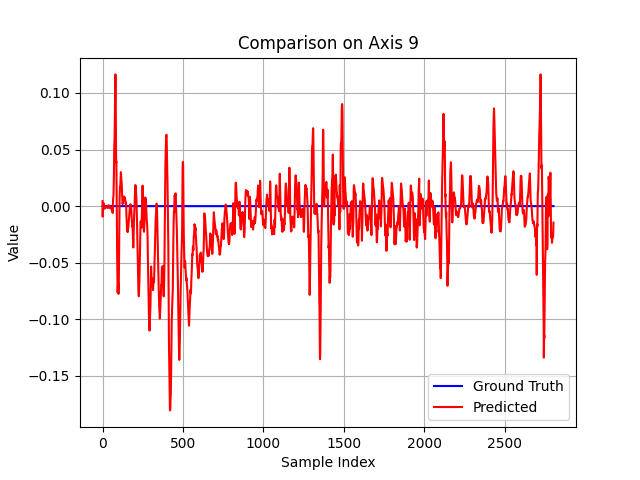 Comparison on Axis 9
0.10
0.05
0.00
−0.05
−0.10
−0.15
Value
0 500 1000 1500 2000 2500
Sample Index
Ground Truth
Predicted